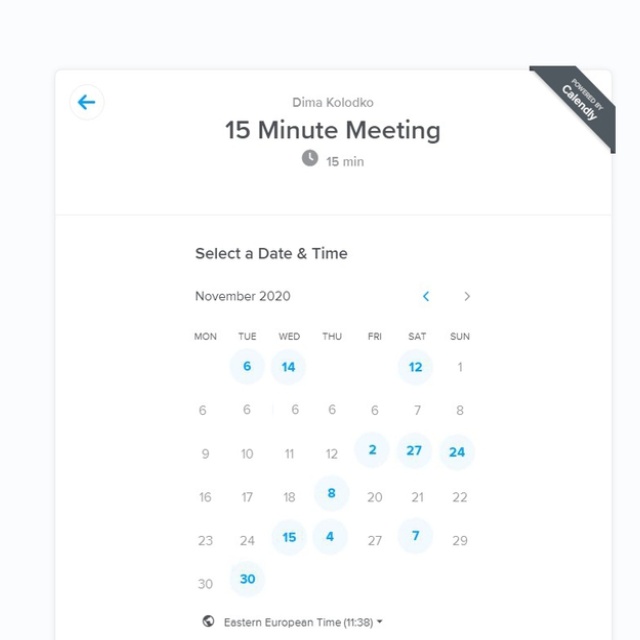 POWERED BY
Calendly
Dima Kolodko
15 Minute Meeting
15 min
Select a Date & Time
November 2020
MON TUE WED THU FRI SAT SUN
6 14 12 1
6 6 6 6 6 7 8
9 10 11 12 2 27 24
16 17 18 8 20 21 22
23 24 15 4 27 7 29
30 30
Eastern European Time (11:38)